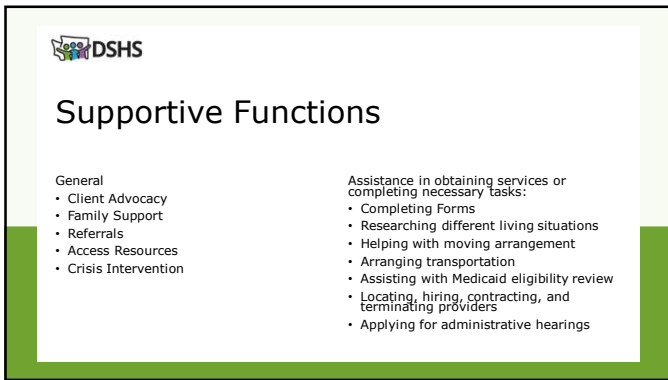 DSHS
Supportive Functions
General
• Client Advocacy
• Family Support
• Referrals
• Access Resources
• Crisis Intervention
Assistance in obtaining services or
completing necessary tasks:
• Completing Forms
• Researching different living situations
• Helping with moving arrangement
• Arranging transportation
• Assisting with Medicaid eligibility review
• Locating, hiring, contracting, and
terminating providers
• Applying for administrative hearings